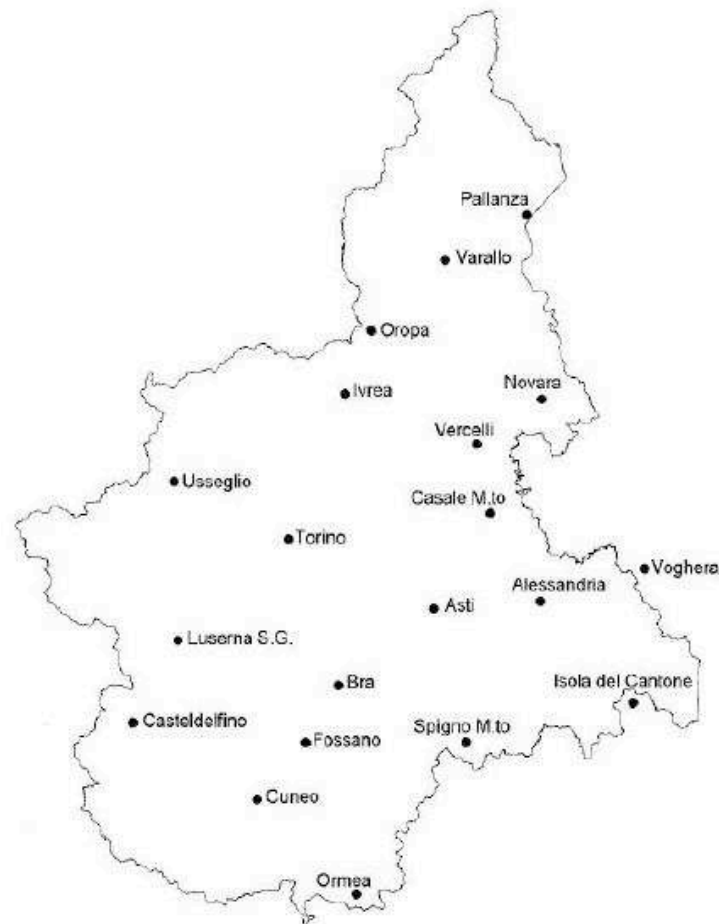 Pallanza
Varallo
Oropa
Ivrea
Novara
Vercelli
Usseglio
Casale M.to
Torino
Voghera
Alessandria
Asti
Luserna S.G.
Bra
Isola del Cantone
Casteldelfino
Spigno M.to
Fossano
Cuneo
Ormea